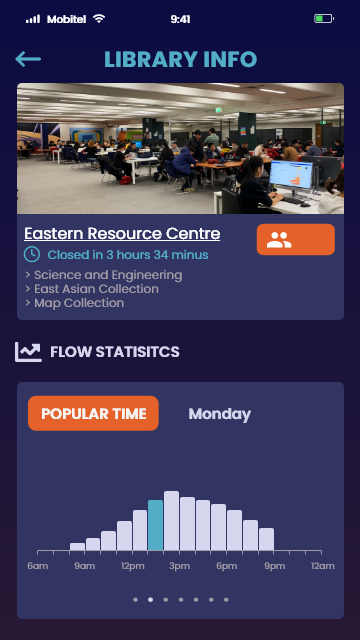 Mobitel
9:41
LIBRARY INFO
Eastern Resource Centre
Closed in 3 hours 34 minus
> Science and Engineering
> East Asian Collection
> Map Collection
FLOW STATISITCS
POPULAR TIME
Monday
6am 9am 12pm 3pm 6pm 9pm 12am